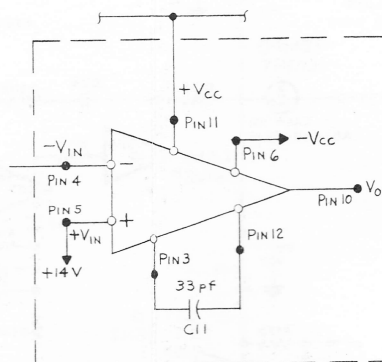 +VCC
PIN 11
-VCC
PIN 6
-VIN
PIN 4
-
PIN 5
+
+VIN
+14V
PIN 10
VO
PIN 12
PIN 3
33 pf
C11